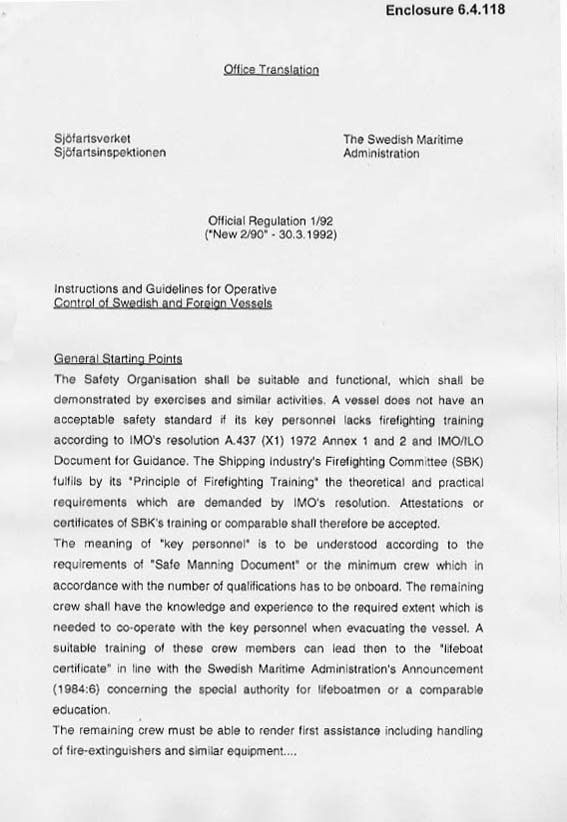 Enclosure 6.4.118
Office Translation
Sjöfartsverket
Sjöfartsinspektionen
The Swedish Maritime
Administration
Official Regulation 1/92
("New 2/90" - 30.3.1992)
Instructions and Guidelines for Operative
Control of Swedish and Foreign Vessels
General Starting Points
The Safety Organisation shall be suitable and functional, which shall be
demonstrated by exercises and similar activities. A vessel does not have an
acceptable safety standard if its key personnel lacks firefighting training
according to IMO's resolution A.437 (X1) 1972 Annex 1 and 2 and IMO/ILO
Document for Guidance. The Shipping Industry's Firefighting Committee (SBK)
fulfils by its "Principle of Firefighting Training" the theoretical and practical
requirements which are demanded by IMO's resolution. Attestations or
certificates of SBK's training or comparable shall therefore be accepted.
The meaning of "key personnel" is to be understood according to the
requirements of "Safe Manning Document" or the minimum crew which in
accordance with the number of qualifications has to be onboard. The remaining
crew shall have the knowledge and experience to the required extent which is
needed to co-operate with the key personnel when evacuating the vessel. A
suitable training of these crew members can lead then to the "lifeboat
certificate" in line with the Swedish Maritime Administration's Announcement
(1984:6) concerning the special authority for lifeboatmen or a comparable
education.
The remaining crew must be able to render first assistance including handling
of fire-extinguishers and similar equipment....